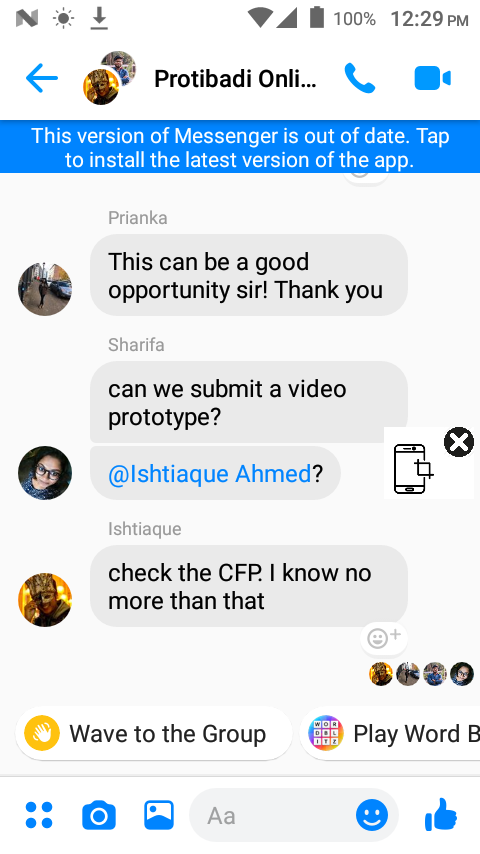 100% 12:29 PM
Protibadi Onli...
This version of Messenger is out of date. Tap
to install the latest version of the app.
Prianka
This can be a good
opportunity sir! Thank you
Sharifa
can we submit a video
prototype?
@Ishtiaque Ahmed?
Ishtiaque
check the CFP. I know no
more than that
WOR
DBL
ITZ
Wave to the Group
Play Word B
Aa